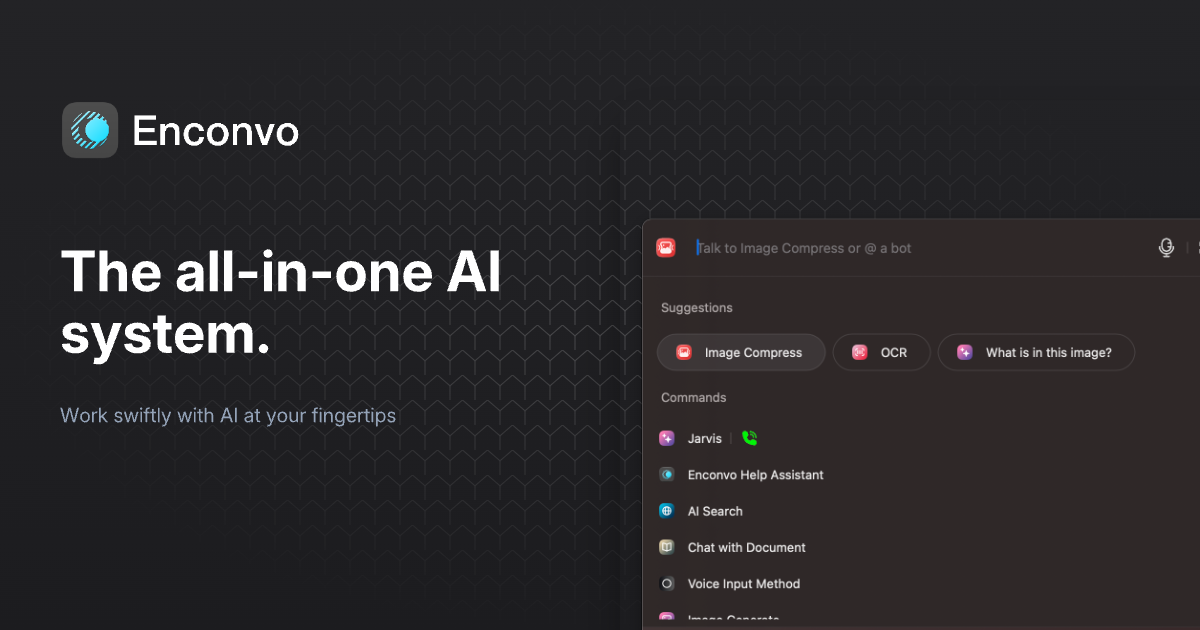 Enconvo
The all-in-one AI
system.
Work swiftly with AI at your fingertips
Talk to Image Compress or @ a bot
Suggestions
Image Compress
OCR
What is in this image?
Commands
Jarvis
Enconvo Help Assistant
AI Search
Chat with Document
Voice Input Method
Image Generate